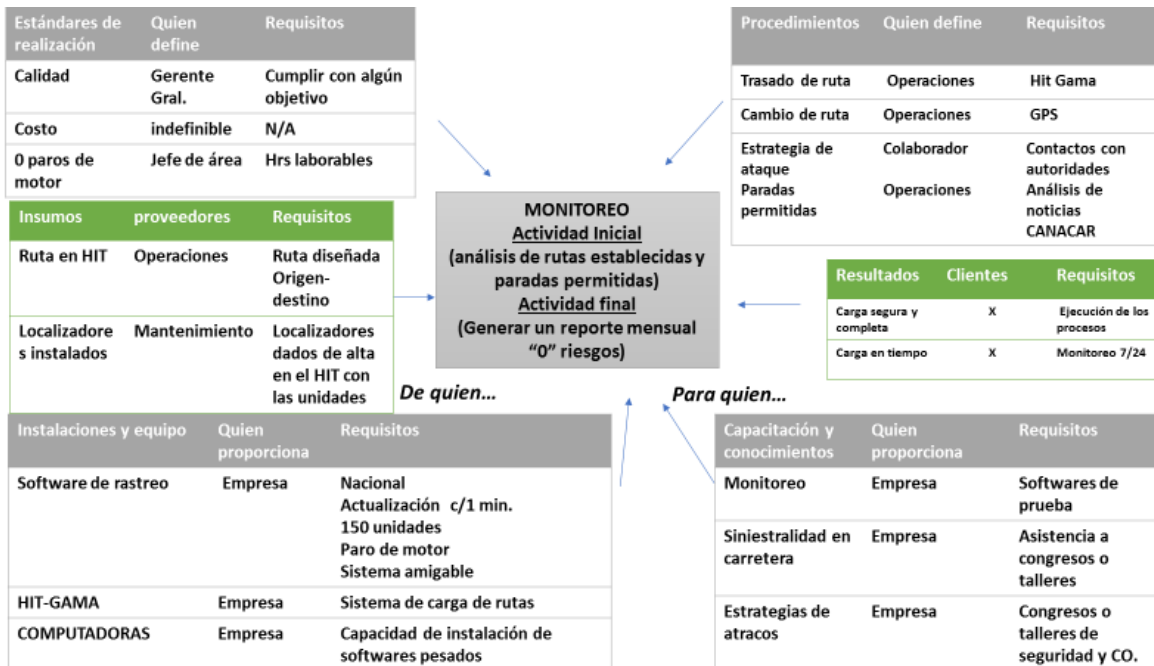 Estándares de realización Quien define Requisitos
Calidad Gerente Gral. Cumplir con algún objetivo
Costo indefinible N/A
0 paros de motor Jefe de área Hrs laborables
Procedimientos Quien define Requisitos
Trasado de ruta Operaciones Hit Gama
Cambio de ruta Operaciones GPS
Estrategia de ataque Colaborador Contactos con autoridades
Paradas permitidas Operaciones Análisis de noticias CANACAR
Insumos proveedores Requisitos
Ruta en HIT Operaciones Ruta diseñada Origen-destino
Localizadores instalados Mantenimiento Localizadores dados de alta en el HIT con las unidades
MONITOREO
Actividad Inicial
(análisis de rutas establecidas y
paradas permitidas)
Actividad final
(Generar un reporte mensual
“0” riesgos)
Resultados Clientes Requisitos
Carga segura y completa X Ejecución de los procesos
Carga en tiempo X Monitoreo 7/24
De quien...
Para quien...
Instalaciones y equipo Quien proporciona Requisitos
Software de rastreo Empresa Nacional
Actualización c/1 min.
150 unidades
Paro de motor
Sistema amigable
HIT-GAMA Empresa Sistema de carga de rutas
COMPUTADORAS Empresa Capacidad de instalación de softwares pesados
Capacitación y conocimientos Quien proporciona Requisitos
Monitoreo Empresa Softwares de prueba
Siniestralidad en carretera Empresa Asistencia a congresos o talleres
Estrategias de atracos Empresa Congresos o talleres de seguridad y CO.